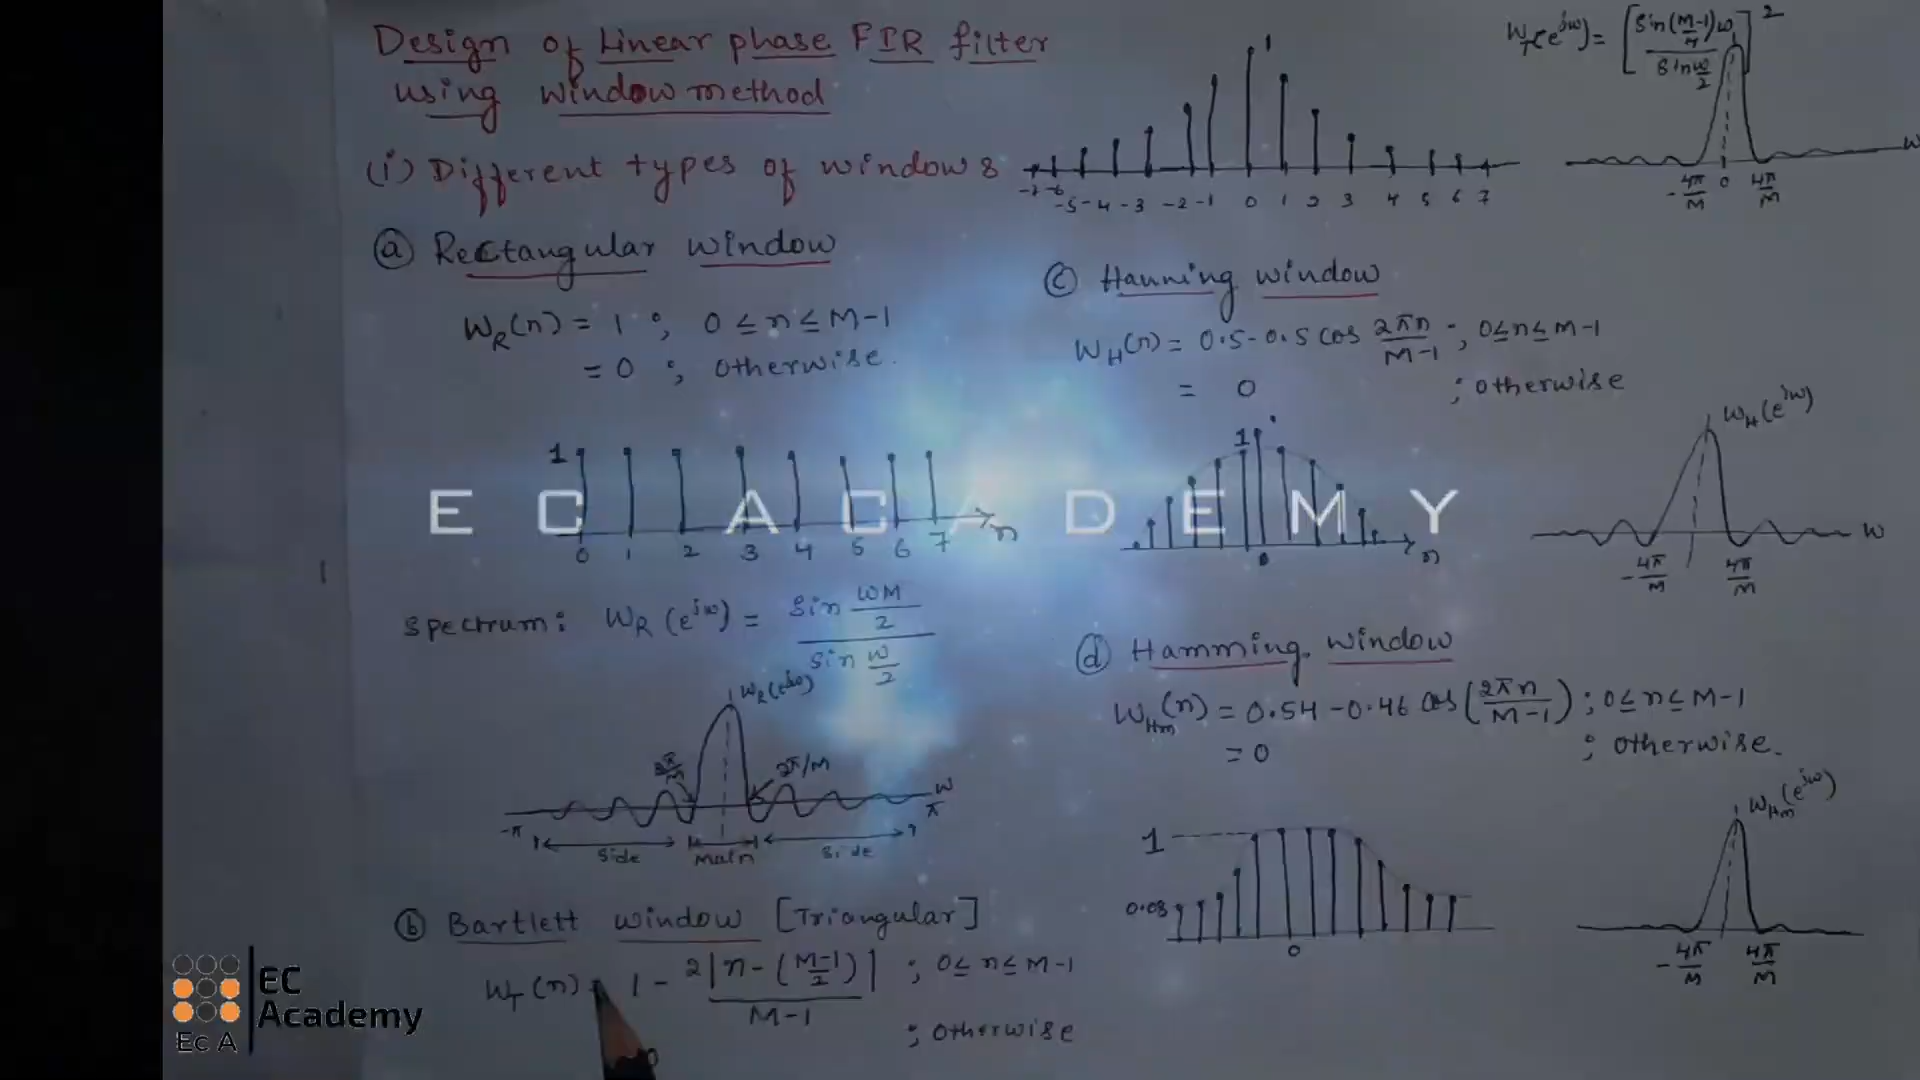 Design of Linear phase FIR filter
using window method
(i) Different types of windows
(a) Rectangular window
W_R(n) = 1 ; 0 ≤ n ≤ M-1
= 0 ; otherwise.
1
0 1 2 3 4 5 6 7 n
Spectrum: W_R(e^{jω}) = sin ωM/2 / sin ω/2
W_R(e^{jω})
2π/M 2π/M ω
-π π
Side Main Side
(b) Bartlett window [Triangular]
W_T(n) = 1 - 2|n-(M-1/2)| / M-1 ; 0 ≤ n ≤ M-1
; otherwise
1
-7 -6 -5 -4 -3 -2 -1 0 1 2 3 4 5 6 7
W_T(e^{jω}) = [sin(M-1/4)ω / sin ω/2]^2
ω
-4π/M 0 4π/M
(c) Hanning window
W_H(n) = 0.5-0.5 cos 2πn/M-1 ; 0≤n≤M-1
= 0 ; otherwise
1
0 n
W_H(e^{jω})
ω
-4π/M 4π/M
(d) Hamming window
W_Hm(n) = 0.54-0.46 cos(2πn/M-1) ; 0≤n≤M-1
= 0 ; otherwise.
1
0.08
0
W_Hm(e^{jω})
-4π/M 4π/M
EC ACADEMY
EC
Academy
Ec A